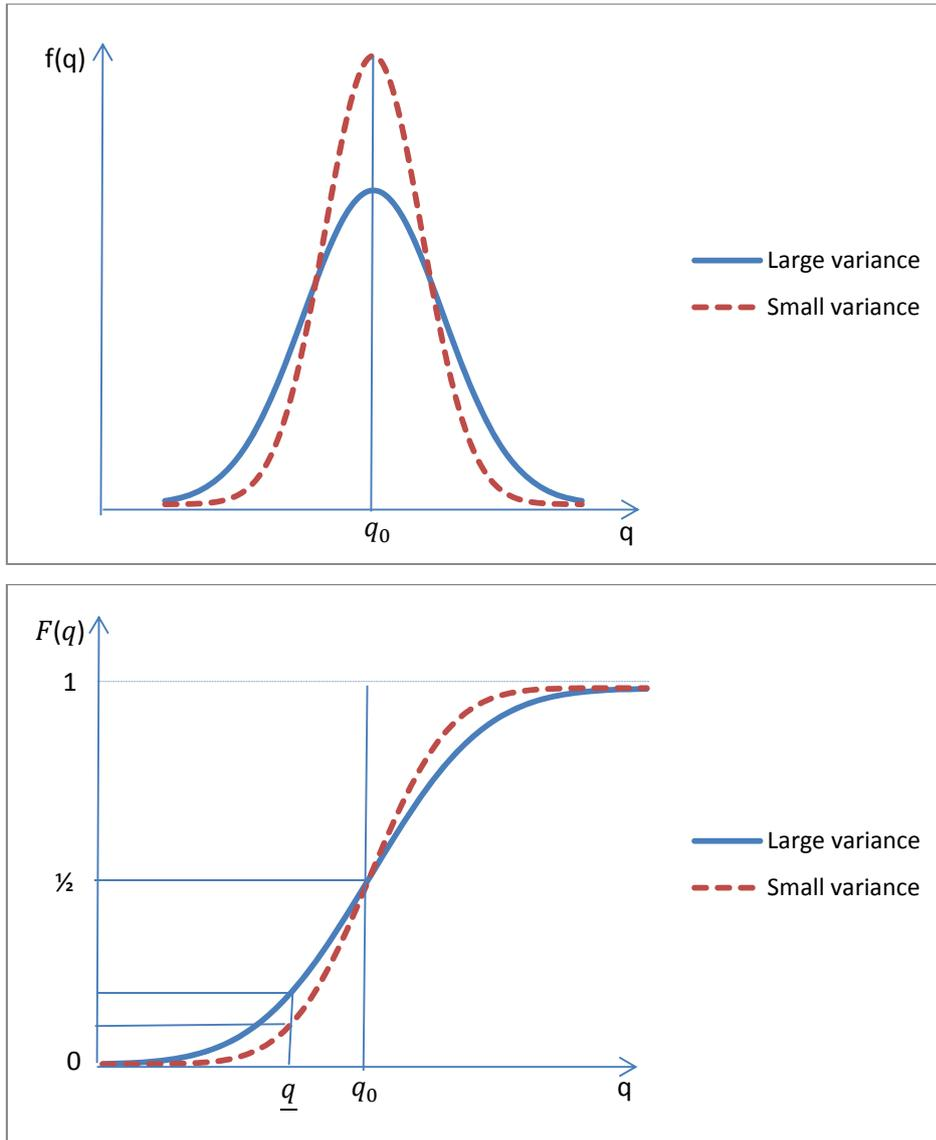 f(q)
Large variance
Small variance
q₀
q
F(q)
1
Large variance
½
Small variance
0
q
q₀
q